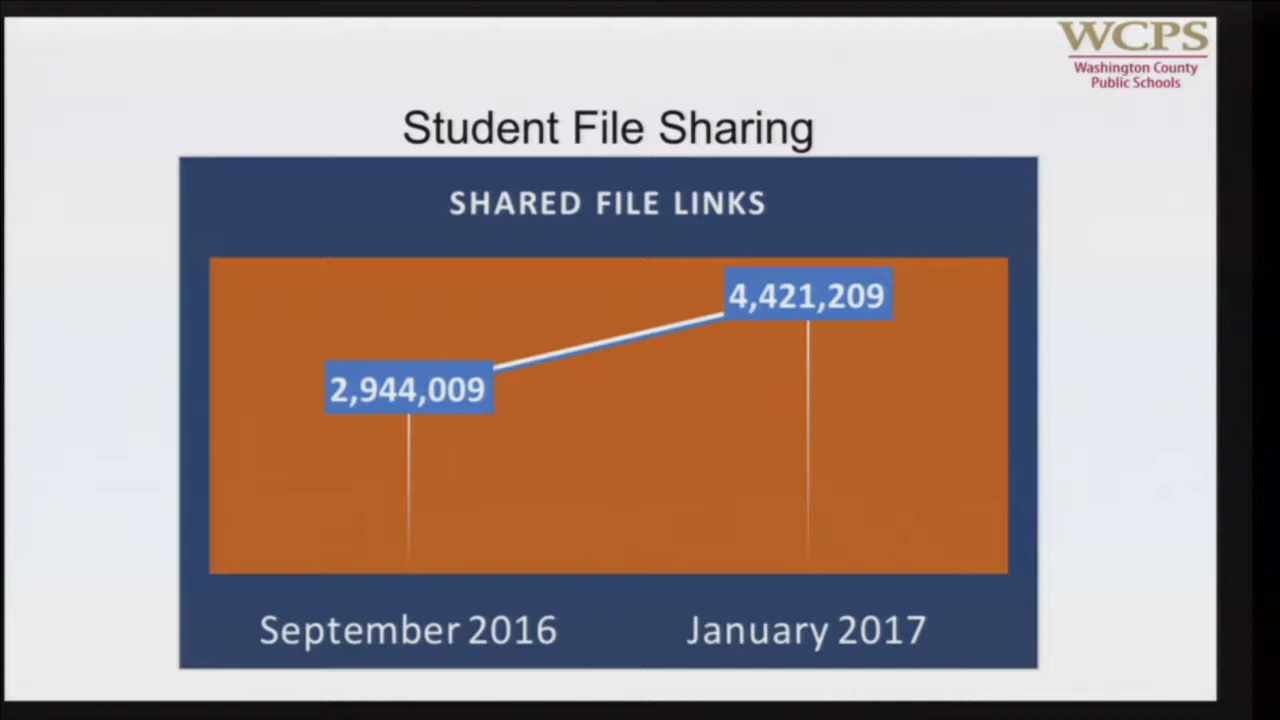 WCPS
Washington County
Public Schools
Student File Sharing
SHARED FILE LINKS
4,421,209
2,944,009
September 2016 January 2017